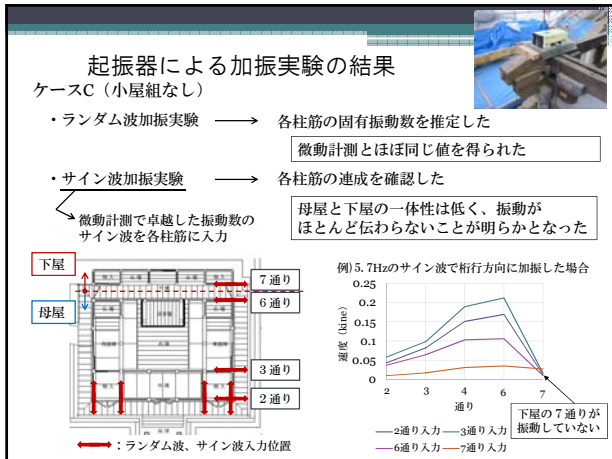 起振器による加振実験の結果
ケースC（小屋組なし）
・ランダム波加振実験
各柱筋の固有振動数を推定した
微動計測とほぼ同じ値を得られた
・サイン波加振実験
各柱筋の連成を確認した
微動計測で卓越した振動数の
サイン波を各柱筋に入力
母屋と下屋の一体性は低く、振動が
ほとんど伝わらないことが明らかとなった
下屋
母屋
7通り
6通り
3通り
2通り
：ランダム波、サイン波入力位置
例) 5.7Hzのサイン波で桁行方向に加振した場合
速度（kine）
0.25
0.2
0.15
0.1
0.05
0
2 3 4 6 7
通り
下屋の7通りが
振動していない
2通り入力 3通り入力
6通り入力 7通り入力